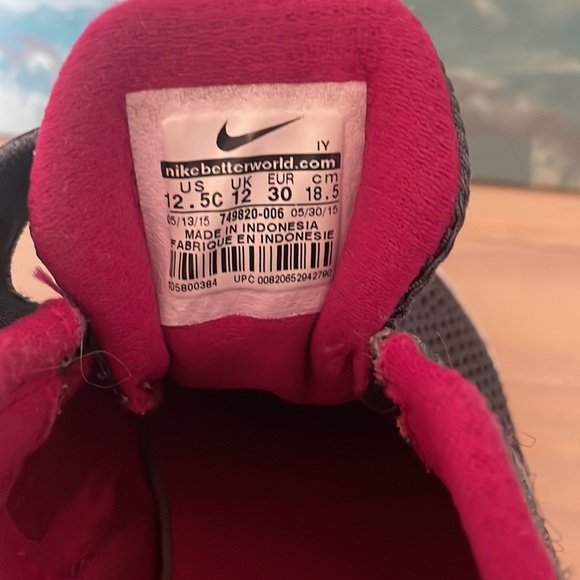 IY
nikebetterworld.com
US UK EUR cm
12.5C 12 30 18.5
05/13/15 749820-006 05/30/15
MADE IN INDONESIA
FABRIQUE EN INDONESIE
UPC 00820652942790